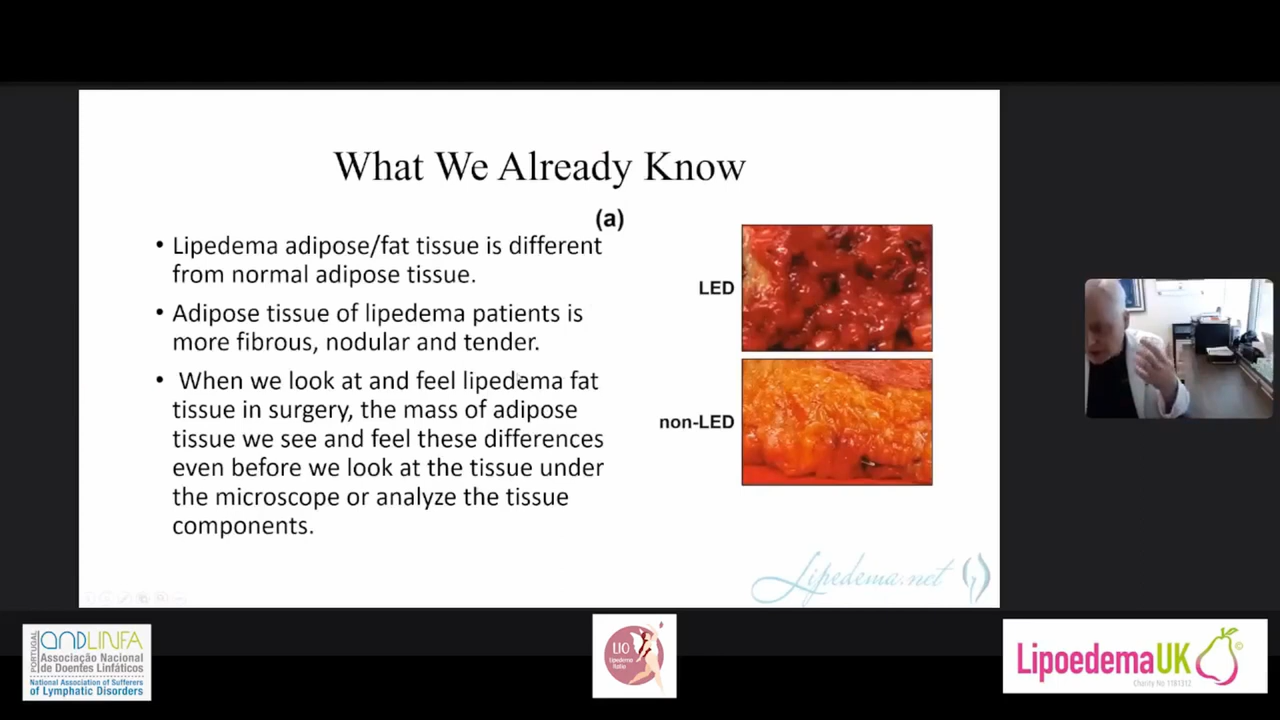 What We Already Know
(a)
• Lipedema adipose/fat tissue is different
from normal adipose tissue.
• Adipose tissue of lipedema patients is
more fibrous, nodular and tender.
• When we look at and feel lipedema fat
tissue in surgery, the mass of adipose
tissue we see and feel these differences
even before we look at the tissue under
the microscope or analyze the tissue
components.
LED
non-LED
Lipedema.net
PORTUGAL
andLINFA
Associação Nacional
de Doentes Linfáticos
National Association of Sufferers
of Lymphatic Disorders
LIO
Lipoedema UK
Charity No 1181312